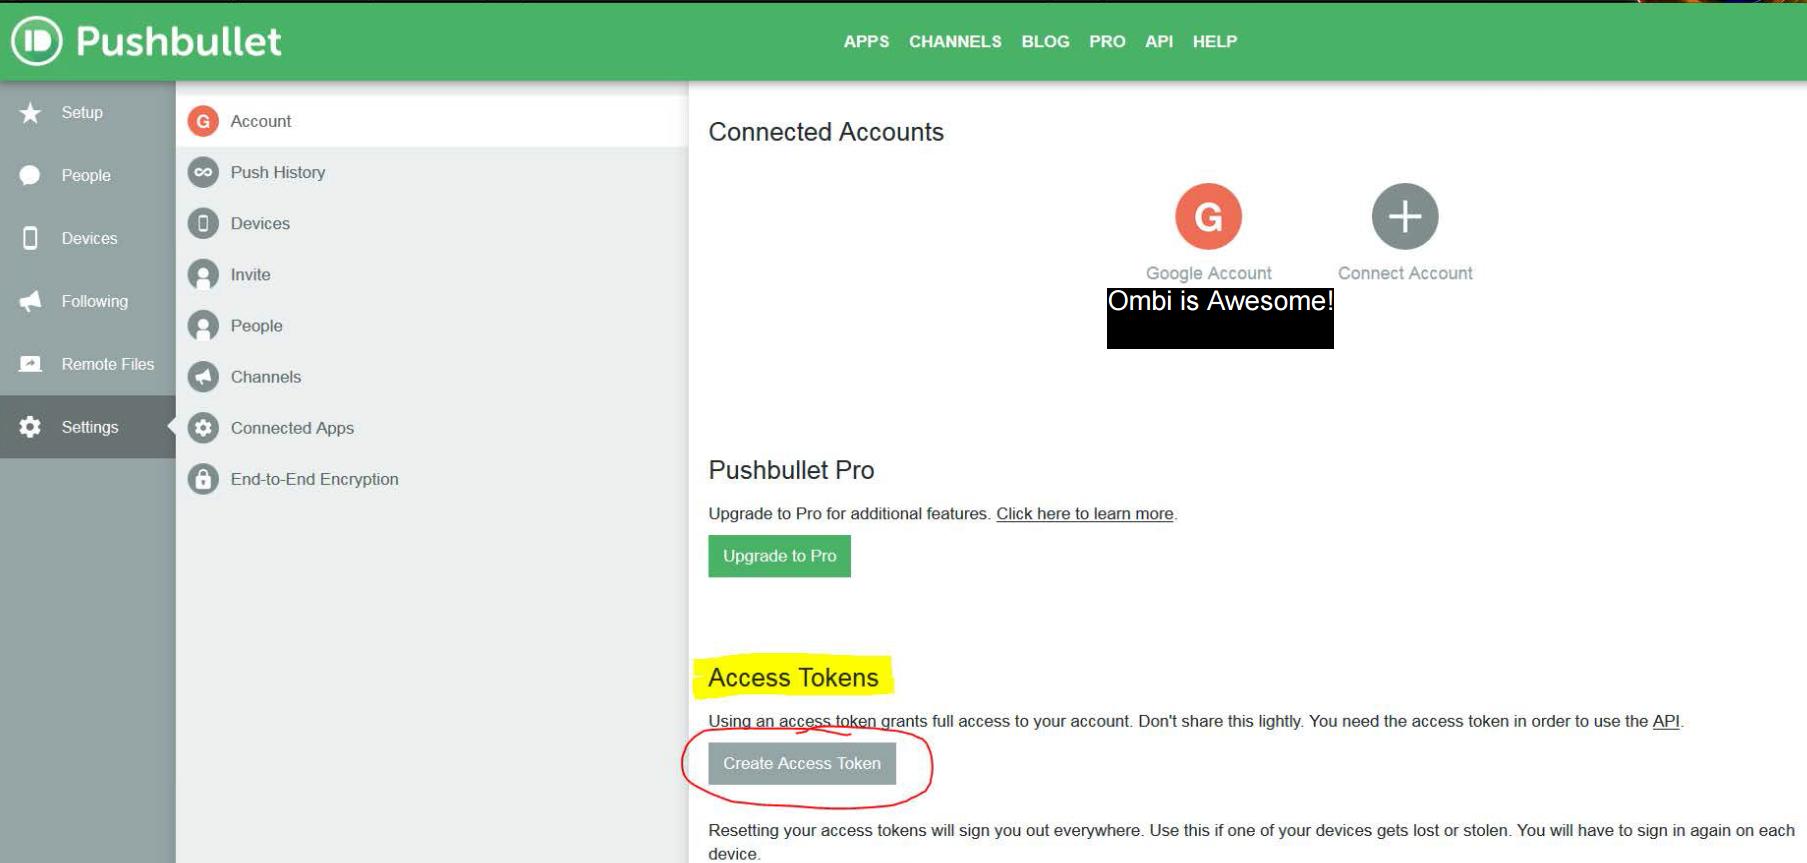 Pushbullet
APPS CHANNELS BLOG PRO API HELP
Setup
People
Devices
Following
Remote Files
Settings
G Account
Push History
Devices
Invite
People
Channels
Connected Apps
End-to-End Encryption
Connected Accounts
G
Google Account
Connect Account
Ombi is Awesome!
Pushbullet Pro
Upgrade to Pro for additional features. Click here to learn more.
Upgrade to Pro
Access Tokens
Using an access token grants full access to your account. Don't share this lightly. You need the access token in order to use the API.
Create Access Token
Resetting your access tokens will sign you out everywhere. Use this if one of your devices gets lost or stolen. You will have to sign in again on each
device.